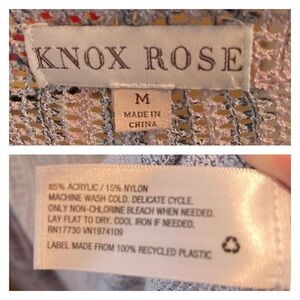 KNOX ROSE
M
MADE IN
CHINA
85% ACRYLIC / 15% NYLON
MACHINE WASH COLD, DELICATE CYCLE.
ONLY NON-CHLORINE BLEACH WHEN NEEDED.
LAY FLAT TO DRY. COOL IRON IF NEEDED.
RN17730 VN1974109
LABEL MADE FROM 100% RECYCLED PLASTIC